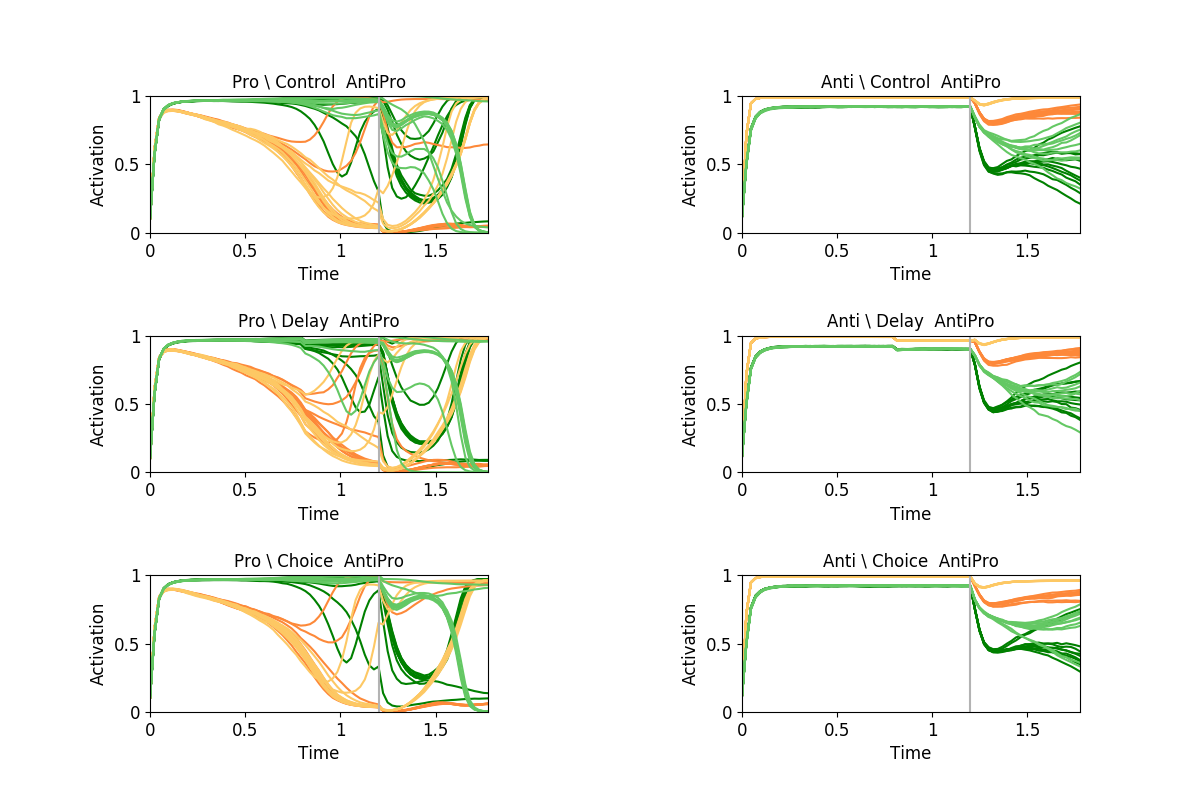 Pro \ Control  AntiPro
1
0.5
0
Activation
0 0.5 1 1.5
Time
Anti \ Control  AntiPro
1
0.5
0
Activation
0 0.5 1 1.5
Time
Pro \ Delay  AntiPro
1
0.5
0
Activation
0 0.5 1 1.5
Time
Anti \ Delay  AntiPro
1
0.5
0
Activation
0 0.5 1 1.5
Time
Pro \ Choice  AntiPro
1
0.5
0
Activation
0 0.5 1 1.5
Time
Anti \ Choice  AntiPro
1
0.5
0
Activation
0 0.5 1 1.5
Time